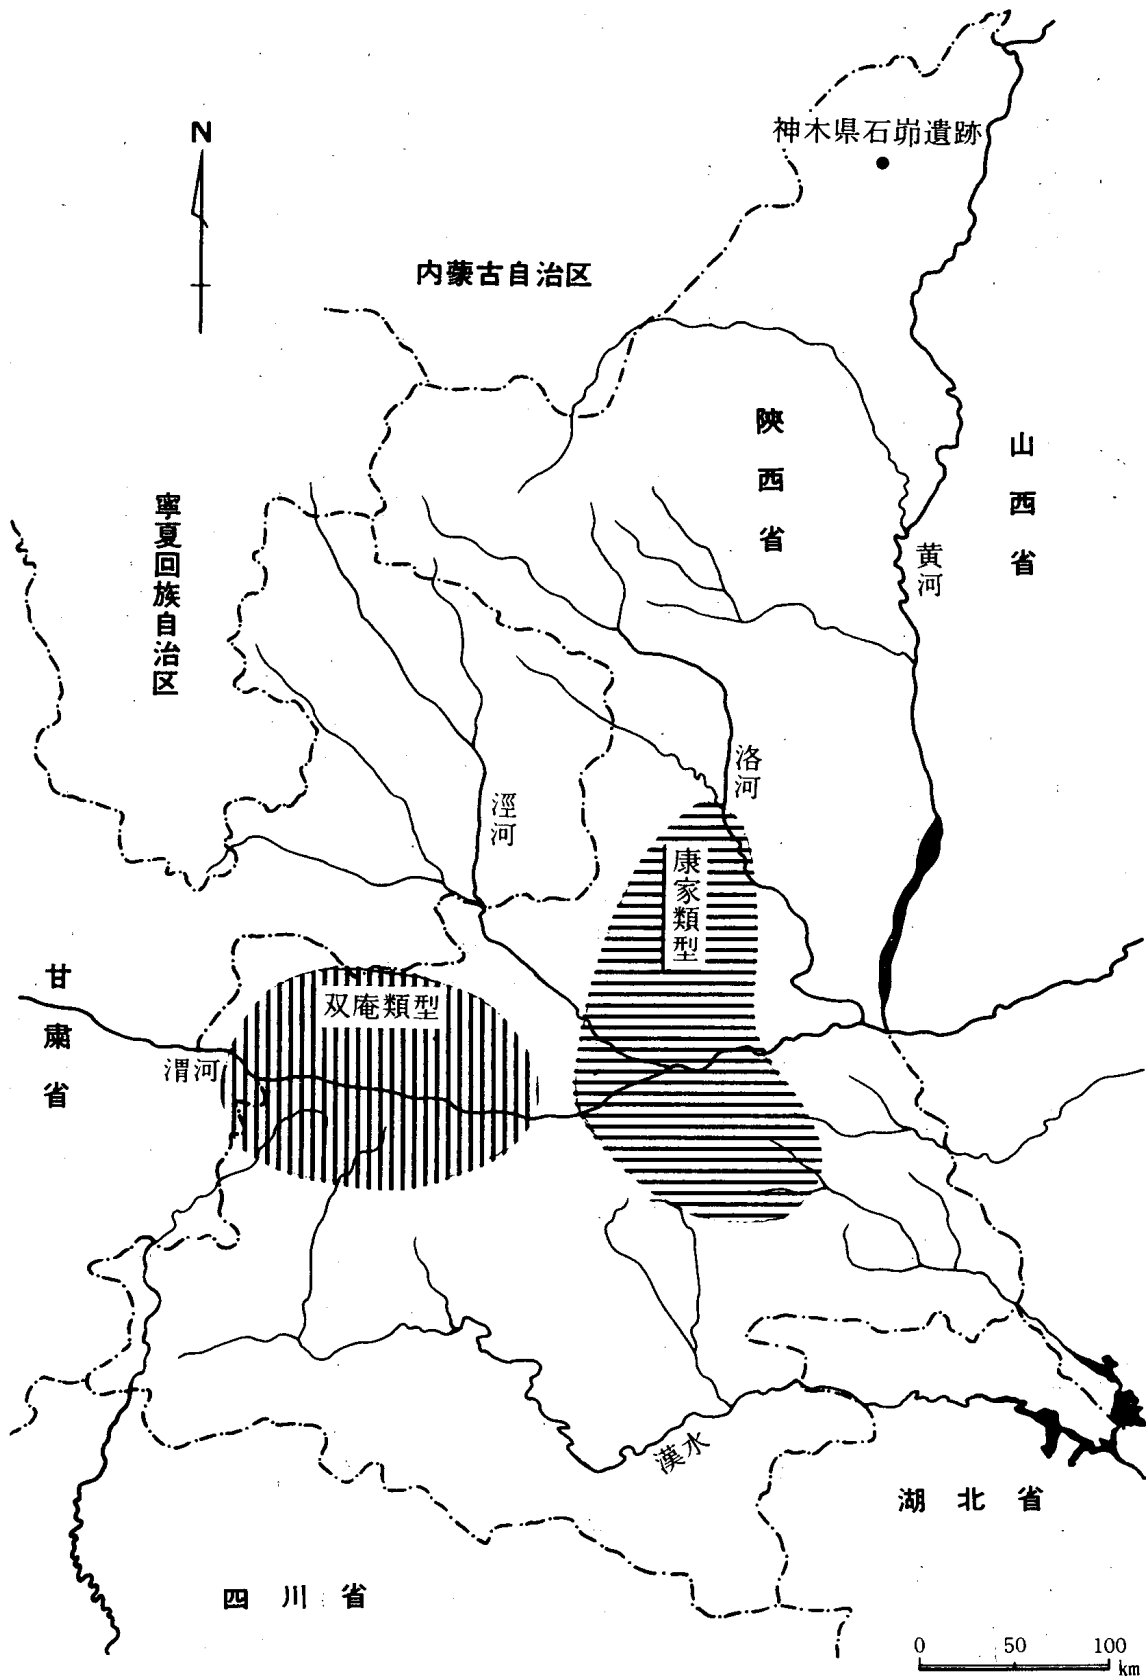 N
神木県石峁遺跡
内蒙古自治区
陝西省
山西省
寧夏回族自治区
黄河
洛河
涇河
康家類型
甘粛省
双庵類型
渭河
漢水
湖北省
四川省
0 50 100
km